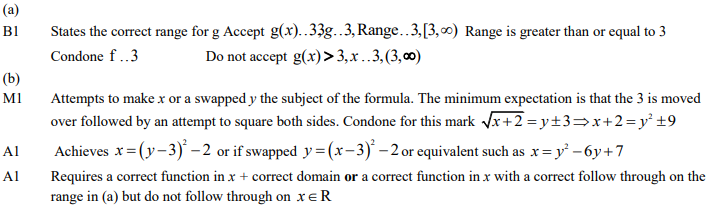 (a)
B1 States the correct range for g Accept g(x)..33g..3, Range..3,[3,∞) Range is greater than or equal to 3
Condone f ..3 Do not accept g(x)>3,x..3,(3,∞)
(b)
M1 Attempts to make x or a swapped y the subject of the formula. The minimum expectation is that the 3 is moved
over followed by an attempt to square both sides. Condone for this mark √x+2 = y±3⇒x+2=y²±9
A1 Achieves x=(y−3)²−2 or if swapped y=(x−3)²−2 or equivalent such as x=y²−6y+7
A1 Requires a correct function in x + correct domain or a correct function in x with a correct follow through on the
range in (a) but do not follow through on x∈R